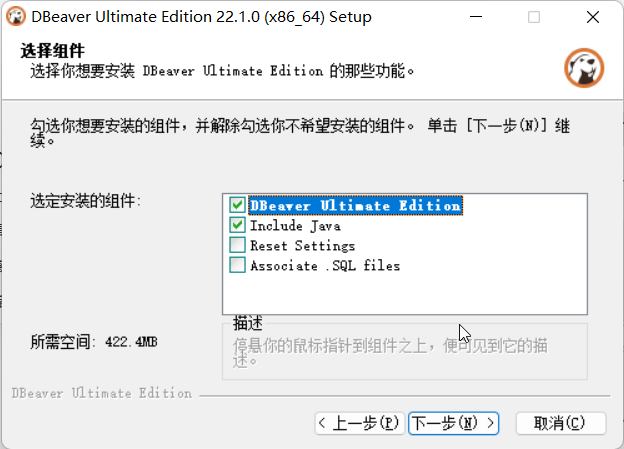 DBeaver Ultimate Edition 22.1.0 (x86_64) Setup
选择组件
选择你想要安装 DBeaver Ultimate Edition 的那些功能。
勾选你想要安装的组件，并解除勾选你不希望安装的组件。 单击 [下一步(N)] 继
续。
选定安装的组件:
DBeaver Ultimate Edition
Include Java
Reset Settings
Associate .SQL files
所需空间: 422.4MB
描述
停悬你的鼠标指针到组件之上，便可见到它的描
述。
DBeaver Ultimate Edition
< 上一步(P)
下一步(N) >
取消(C)